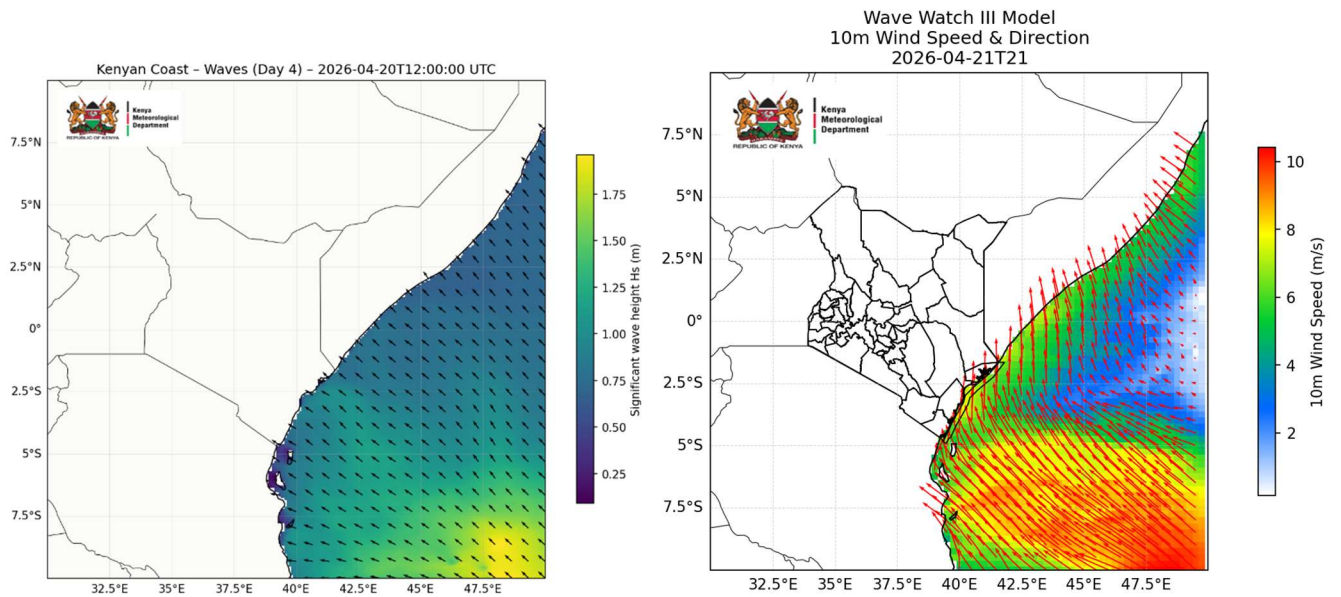 Kenyan Coast – Waves (Day 4) – 2026-04-20T12:00:00 UTC
Kenya
Meteorological
Department
REPUBLIC OF KENYA
7.5°N
5°N
2.5°N
0°
2.5°S
5°S
7.5°S
32.5°E
35°E
37.5°E
40°E
42.5°E
45°E
47.5°E
1.75
1.50
1.25
1.00
0.75
0.50
0.25
Significant wave height Hs (m)
Wave Watch III Model
10m Wind Speed & Direction
2026-04-21T21
Kenya
Meteorological
Department
REPUBLIC OF KENYA
7.5°N
5°N
2.5°N
0°
2.5°S
5°S
7.5°S
32.5°E
35°E
37.5°E
40°E
42.5°E
45°E
47.5°E
10
8
6
4
2
10m Wind Speed (m/s)